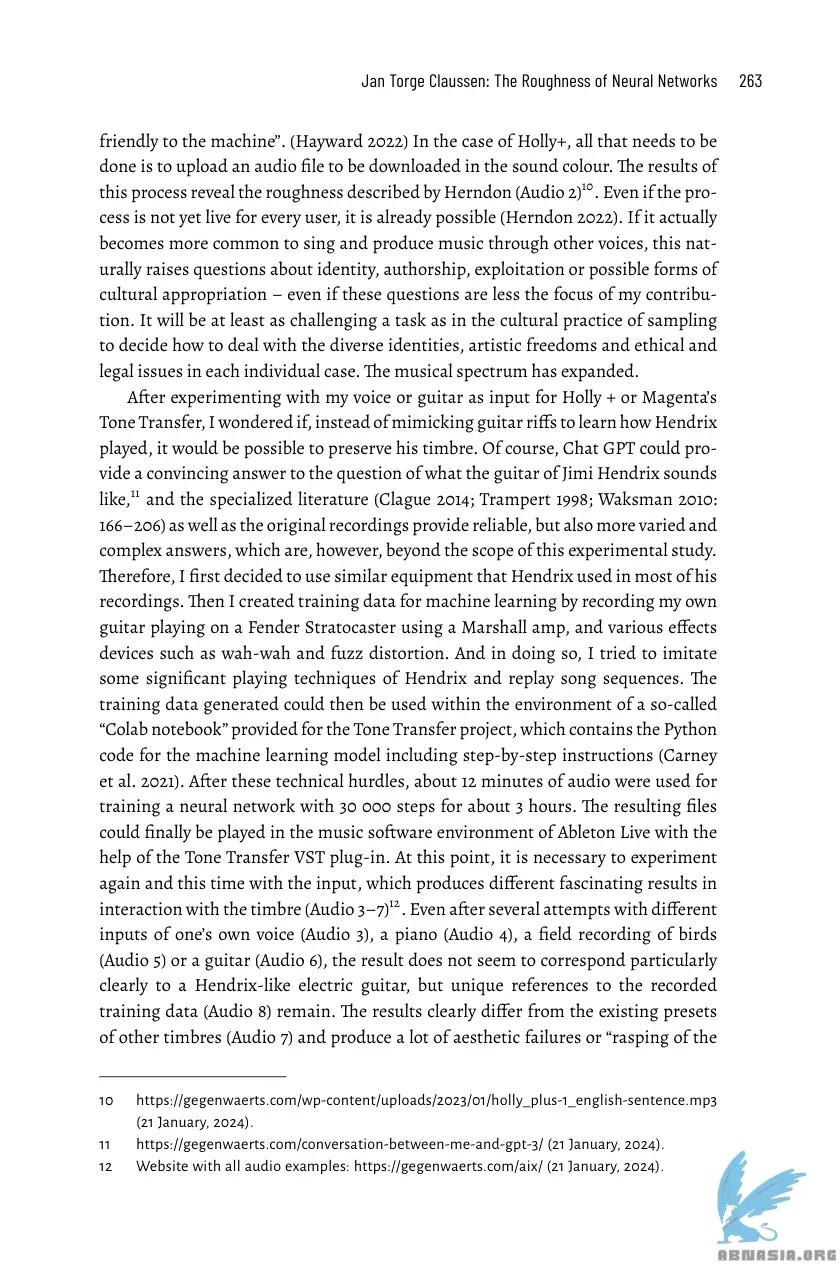 Jan Torge Claussen: The Roughness of Neural Networks 263
friendly to the machine”. (Hayward 2022) In the case of Holly+, all that needs to be
done is to upload an audio file to be downloaded in the sound colour. The results of
this process reveal the roughness described by Herndon (Audio 2)10. Even if the pro-
cess is not yet live for every user, it is already possible (Herndon 2022). If it actually
becomes more common to sing and produce music through other voices, this nat-
urally raises questions about identity, authorship, exploitation or possible forms of
cultural appropriation – even if these questions are less the focus of my contribu-
tion. It will be at least as challenging a task as in the cultural practice of sampling
to decide how to deal with the diverse identities, artistic freedoms and ethical and
legal issues in each individual case. The musical spectrum has expanded.
After experimenting with my voice or guitar as input for Holly + or Magenta’s
Tone Transfer, I wondered if, instead of mimicking guitar riffs to learn how Hendrix
played, it would be possible to preserve his timbre. Of course, Chat GPT could pro-
vide a convincing answer to the question of what the guitar of Jimi Hendrix sounds
like,11 and the specialized literature (Clague 2014; Trampert 1998; Waksman 2010:
166–206) as well as the original recordings provide reliable, but also more varied and
complex answers, which are, however, beyond the scope of this experimental study.
Therefore, I first decided to use similar equipment that Hendrix used in most of his
recordings. Then I created training data for machine learning by recording my own
guitar playing on a Fender Stratocaster using a Marshall amp, and various effects
devices such as wah-wah and fuzz distortion. And in doing so, I tried to imitate
some significant playing techniques of Hendrix and replay song sequences. The
training data generated could then be used within the environment of a so-called
“Colab notebook” provided for the Tone Transfer project, which contains the Python
code for the machine learning model including step-by-step instructions (Carney
et al. 2021). After these technical hurdles, about 12 minutes of audio were used for
training a neural network with 30 000 steps for about 3 hours. The resulting files
could finally be played in the music software environment of Ableton Live with the
help of the Tone Transfer VST plug-in. At this point, it is necessary to experiment
again and this time with the input, which produces different fascinating results in
interaction with the timbre (Audio 3–7)12. Even after several attempts with different
inputs of one’s own voice (Audio 3), a piano (Audio 4), a field recording of birds
(Audio 5) or a guitar (Audio 6), the result does not seem to correspond particularly
clearly to a Hendrix-like electric guitar, but unique references to the recorded
training data (Audio 8) remain. The results clearly differ from the existing presets
of other timbres (Audio 7) and produce a lot of aesthetic failures or “rasping of the
10 https://gegenwaerts.com/wp-content/uploads/2023/01/holly_plus-1_english-sentence.mp3
(21 January, 2024).
11 https://gegenwaerts.com/conversation-between-me-and-gpt-3/ (21 January, 2024).
12 Website with all audio examples: https://gegenwaerts.com/aix/ (21 January, 2024).
ABNASIA.ORG